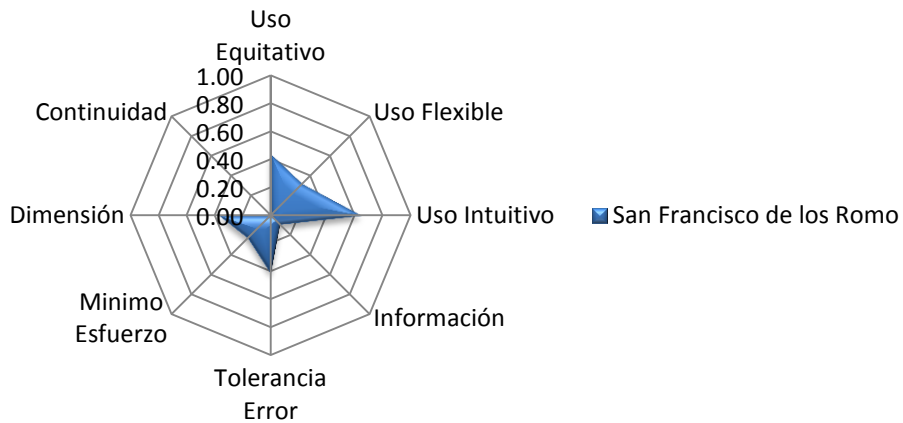 Uso
Equitativo
1.00
0.80
0.60
0.40
0.20
0.00
Uso Flexible
Uso Intuitivo
Información
Tolerancia
Error
Minimo
Esfuerzo
Dimensión
Continuidad
San Francisco de los Romo